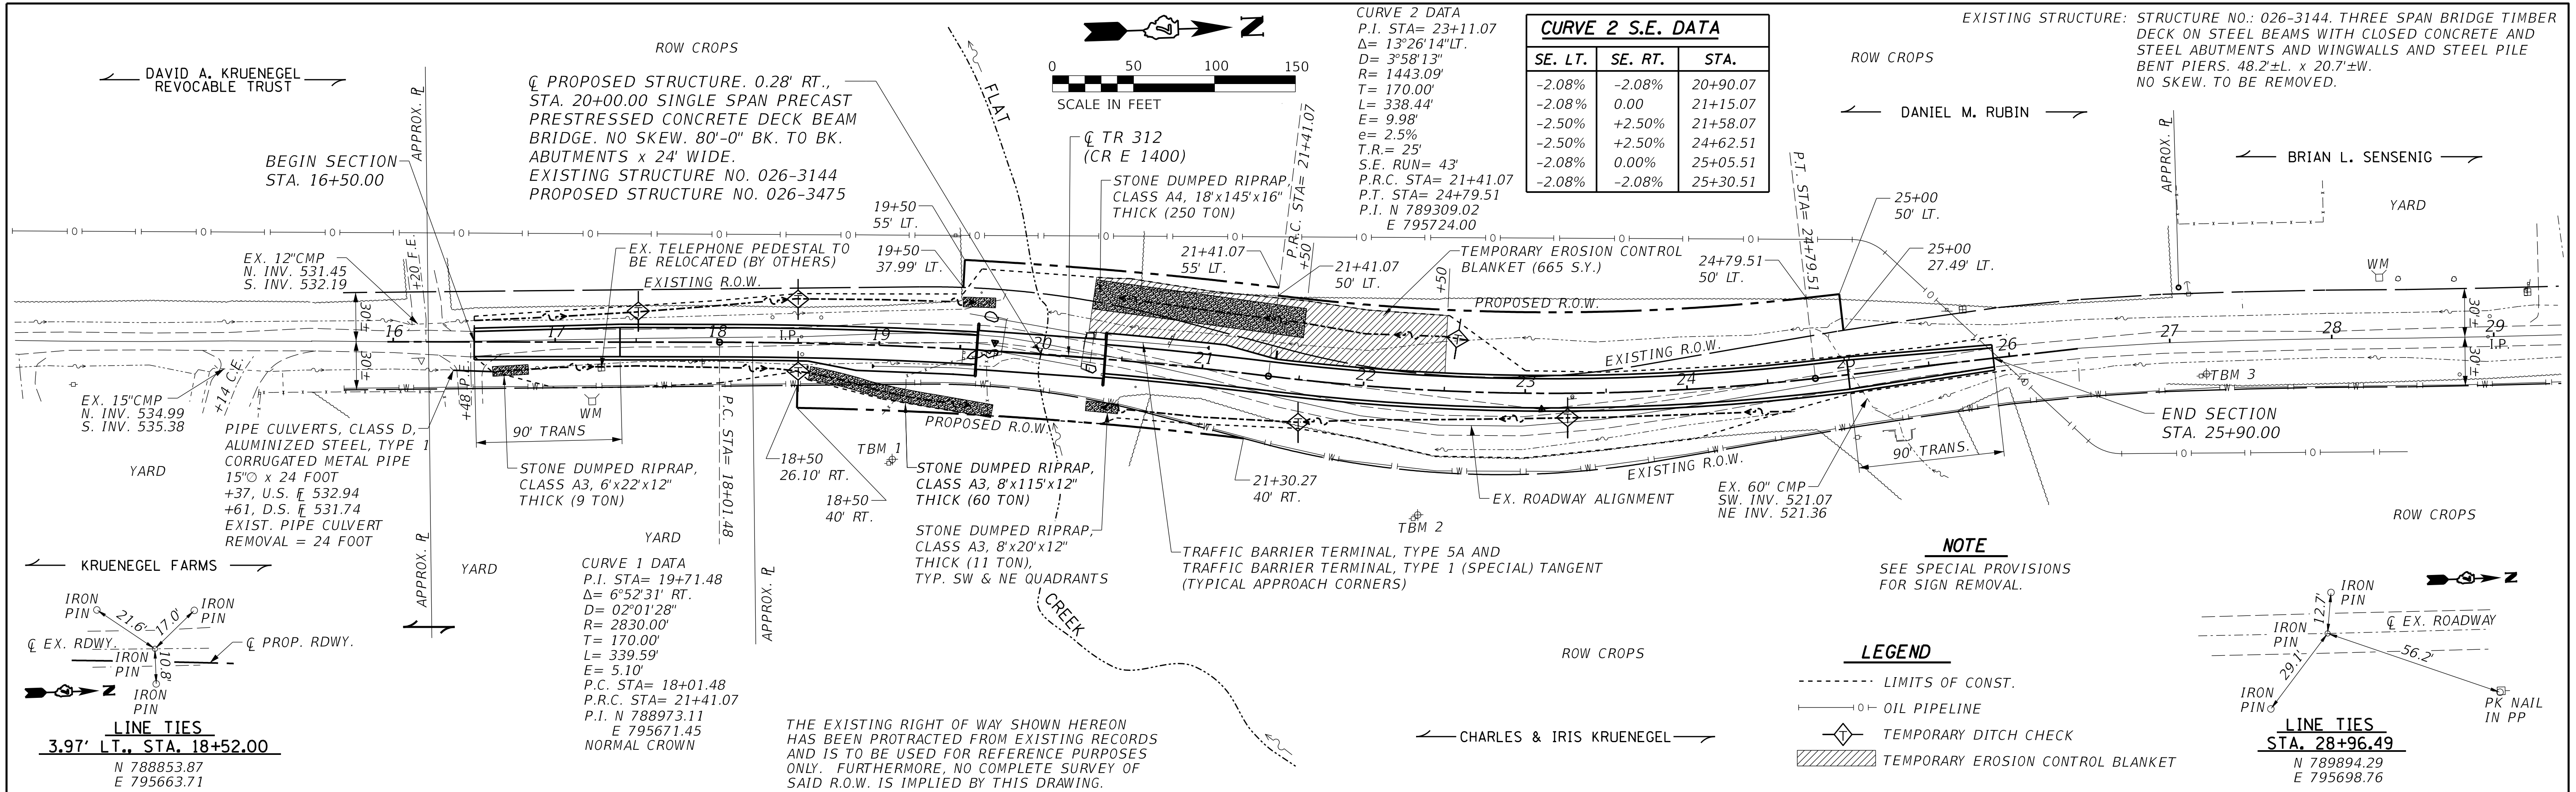 DAVID A. KRUENEGEL
REVOCABLE TRUST
ROW CROPS
APPROX. ℄
BEGIN SECTION
STA. 16+50.00
℄ PROPOSED STRUCTURE. 0.28' RT.,
STA. 20+00.00 SINGLE SPAN PRECAST
PRESTRESSED CONCRETE DECK BEAM
BRIDGE. NO SKEW. 80'-0" BK. TO BK.
ABUTMENTS x 24' WIDE.
EXISTING STRUCTURE NO. 026-3144
PROPOSED STRUCTURE NO. 026-3475
FLAT
N
0 50 100 150
SCALE IN FEET
℄ TR 312
(CR E 1400)
STONE DUMPED RIPRAP,
CLASS A4, 18'x145'x16"
THICK (250 TON)
P.R.C. STA= 21+41.07
CURVE 2 DATA
P.I. STA= 23+11.07
Δ= 13°26'14"LT.
D= 3°58'13"
R= 1443.09'
T= 170.00'
L= 338.44'
E= 9.98'
e= 2.5%
T.R.= 25'
S.E. RUN= 43'
P.R.C. STA= 21+41.07
P.T. STA= 24+79.51
P.I. N 789309.02
E 795724.00
CURVE 2 S.E. DATA
SE. LT. SE. RT. STA.
-2.08% -2.08% 20+90.07
-2.08% 0.00 21+15.07
-2.50% +2.50% 21+58.07
-2.50% +2.50% 24+62.51
-2.08% 0.00% 25+05.51
-2.08% -2.08% 25+30.51
P.T. STA= 24+79.51
ROW CROPS
DANIEL M. RUBIN
EXISTING STRUCTURE: STRUCTURE NO.: 026-3144. THREE SPAN BRIDGE TIMBER
DECK ON STEEL BEAMS WITH CLOSED CONCRETE AND
STEEL ABUTMENTS AND WINGWALLS AND STEEL PILE
BENT PIERS. 48.2'±L. x 20.7'±W.
NO SKEW. TO BE REMOVED.
APPROX. ℄
BRIAN L. SENSENIG
YARD
25+00
50' LT.
25+00
27.49' LT.
WM
19+50
55' LT.
19+50
37.99' LT.
EX. TELEPHONE PEDESTAL TO
BE RELOCATED (BY OTHERS)
EXISTING R.O.W.
EX. 12"CMP
N. INV. 531.45
S. INV. 532.19
+20 F.E.
21+41.07
55' LT.
+50
21+41.07
50' LT.
TEMPORARY EROSION CONTROL
BLANKET (665 S.Y.)
+50
24+79.51
50' LT.
PROPOSED R.O.W.
30'±
30'±
16 17 18 I.P. 19 20 21 22 23 24 25 26 27 28 29
I.P.
30'±
30'±
EXISTING R.O.W.
EX. 15"CMP
N. INV. 534.99
S. INV. 535.38
+14 C.E.
+48 P.
PIPE CULVERTS, CLASS D,
ALUMINIZED STEEL, TYPE 1
CORRUGATED METAL PIPE
15"∅ x 24 FOOT
+37, U.S. F̵L 532.94
+61, D.S. F̵L 531.74
EXIST. PIPE CULVERT
REMOVAL = 24 FOOT
YARD
90' TRANS
WM
STONE DUMPED RIPRAP,
CLASS A3, 6'x22'x12"
THICK (9 TON)
P.C. STA= 18+01.48
18+50
26.10' RT.
18+50
40' RT.
TBM 1
PROPOSED R.O.W.
STONE DUMPED RIPRAP,
CLASS A3, 8'x115'x12"
THICK (60 TON)
STONE DUMPED RIPRAP,
CLASS A3, 8'x20'x12"
THICK (11 TON),
TYP. SW & NE QUADRANTS
21+30.27
40' RT.
TBM 2
EX. ROADWAY ALIGNMENT
EXISTING R.O.W.
TRAFFIC BARRIER TERMINAL, TYPE 5A AND
TRAFFIC BARRIER TERMINAL, TYPE 1 (SPECIAL) TANGENT
(TYPICAL APPROACH CORNERS)
EX. 60" CMP
SW. INV. 521.07
NE INV. 521.36
90' TRANS.
TBM 3
END SECTION
STA. 25+90.00
ROW CROPS
NOTE
SEE SPECIAL PROVISIONS
FOR SIGN REMOVAL.
KRUENEGEL FARMS
APPROX. ℄
YARD
YARD
APPROX. ℄
CREEK
IRON
PIN
21.6'
17.0'
IRON
PIN
℄ EX. RDWY.
℄ PROP. RDWY.
IRON
PIN
10.8'
IRON
PIN
N
LINE TIES
3.97' LT., STA. 18+52.00
N 788853.87
E 795663.71
CURVE 1 DATA
P.I. STA= 19+71.48
Δ= 6°52'31' RT.
D= 02°01'28"
R= 2830.00'
T= 170.00'
L= 339.59'
E= 5.10'
P.C. STA= 18+01.48
P.R.C. STA= 21+41.07
P.I. N 788973.11
E 795671.45
NORMAL CROWN
THE EXISTING RIGHT OF WAY SHOWN HEREON
HAS BEEN PROTRACTED FROM EXISTING RECORDS
AND IS TO BE USED FOR REFERENCE PURPOSES
ONLY. FURTHERMORE, NO COMPLETE SURVEY OF
SAID R.O.W. IS IMPLIED BY THIS DRAWING.
ROW CROPS
CHARLES & IRIS KRUENEGEL
LEGEND
LIMITS OF CONST.
OIL PIPELINE
TEMPORARY DITCH CHECK
TEMPORARY EROSION CONTROL BLANKET
N
IRON
PIN
12.7'
℄ EX. ROADWAY
IRON
PIN
29.1'
56.2'
IRON
PIN
PK NAIL
IN PP
LINE TIES
STA. 28+96.49
N 789894.29
E 795698.76